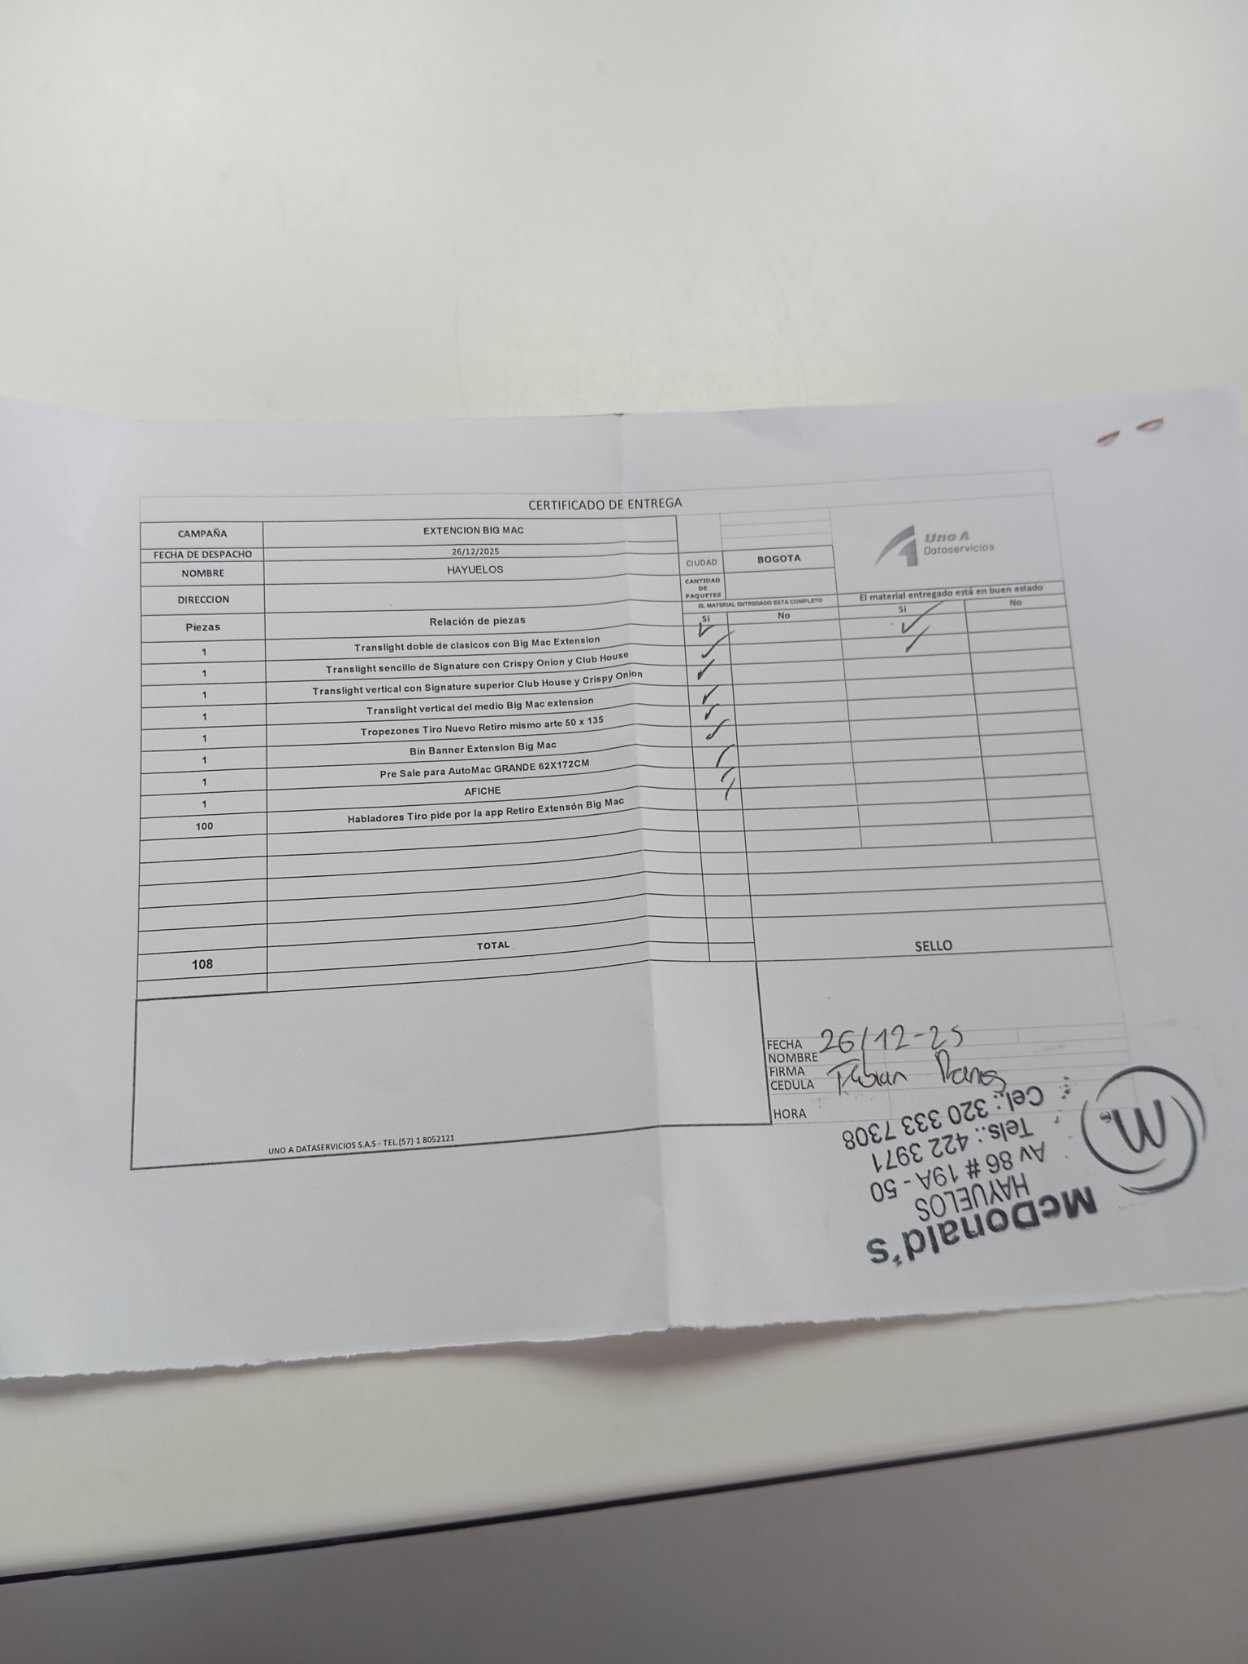 CERTIFICADO DE ENTREGA
CAMPAÑA EXTENCION BIG MAC
FECHA DE DESPACHO 26/12/2025
NOMBRE HAYUELOS
CIUDAD BOGOTA
Uno A
Dataservicios
DIRECCION
CANTIDAD DE PAQUETES
EL MATERIAL ENTREGADO ESTA COMPLETO
El material entregado está en buen estado
Piezas Relación de piezas Si No Si No
1 Translight doble de clasicos con Big Mac Extension
1 Translight sencillo de Signature con Crispy Onion y Club House
1 Translight vertical con Signature superior Club House y Crispy Onion
1 Translight vertical del medio Big Mac extension
1 Tropezones Tiro Nuevo Retiro mismo arte 50 x 135
1 Bin Banner Extension Big Mac
1 Pre Sale para AutoMac GRANDE 62X172CM
1 AFICHE
100 Habladores Tiro pide por la app Retiro Extensón Big Mac
108 TOTAL
SELLO
FECHA 26/12-25
NOMBRE
FIRMA Fabian
CEDULA
HORA
UNO A DATASERVICIOS S.A.S - TEL.(57) 1 8052121
McDonald's
HAYUELOS
Av 86 # 19A - 50
Tels.: 422 3971
Cel.: 320 333 7308